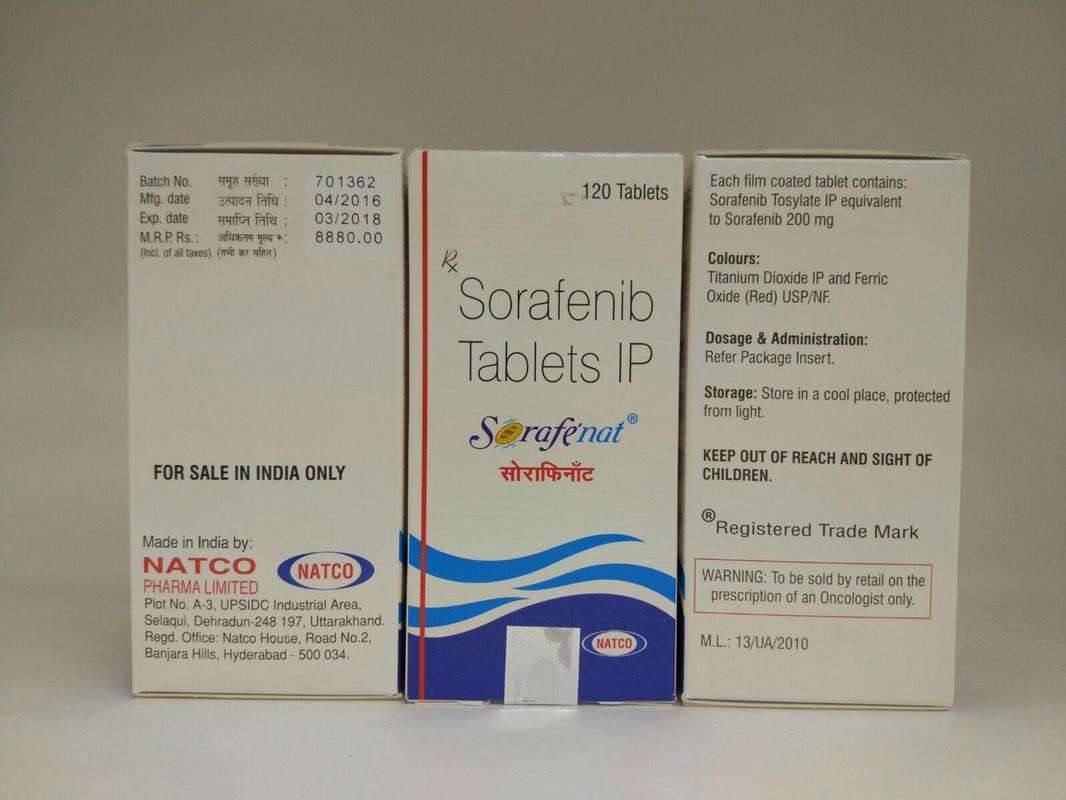 Batch No. समूह संख्या : 701362
Mfg. date उत्पादन तिथि : 04/2016
Exp. date समाप्ति तिथि : 03/2018
M.R.P. Rs.: अधिकतम मूल्य रु.: 8880.00
(Incl. of all taxes), (सभी कर सहित)
FOR SALE IN INDIA ONLY
Made in India by:
NATCO
PHARMA LIMITED
NATCO
Plot No. A-3, UPSIDC Industrial Area,
Selaqui, Dehradun-248 197, Uttarakhand.
Regd. Office: Natco House, Road No.2,
Banjara Hills, Hyderabad - 500 034.
120 Tablets
Rx
Sorafenib
Tablets IP
Sorafenat®
सोराफिनॅट
NATCO
Each film coated tablet contains:
Sorafenib Tosylate IP equivalent
to Sorafenib 200 mg
Colours:
Titanium Dioxide IP and Ferric
Oxide (Red) USP/NF.
Dosage & Administration:
Refer Package Insert.
Storage: Store in a cool place, protected
from light.
KEEP OUT OF REACH AND SIGHT OF
CHILDREN.
®Registered Trade Mark
WARNING: To be sold by retail on the
prescription of an Oncologist only.
M.L.: 13/UA/2010